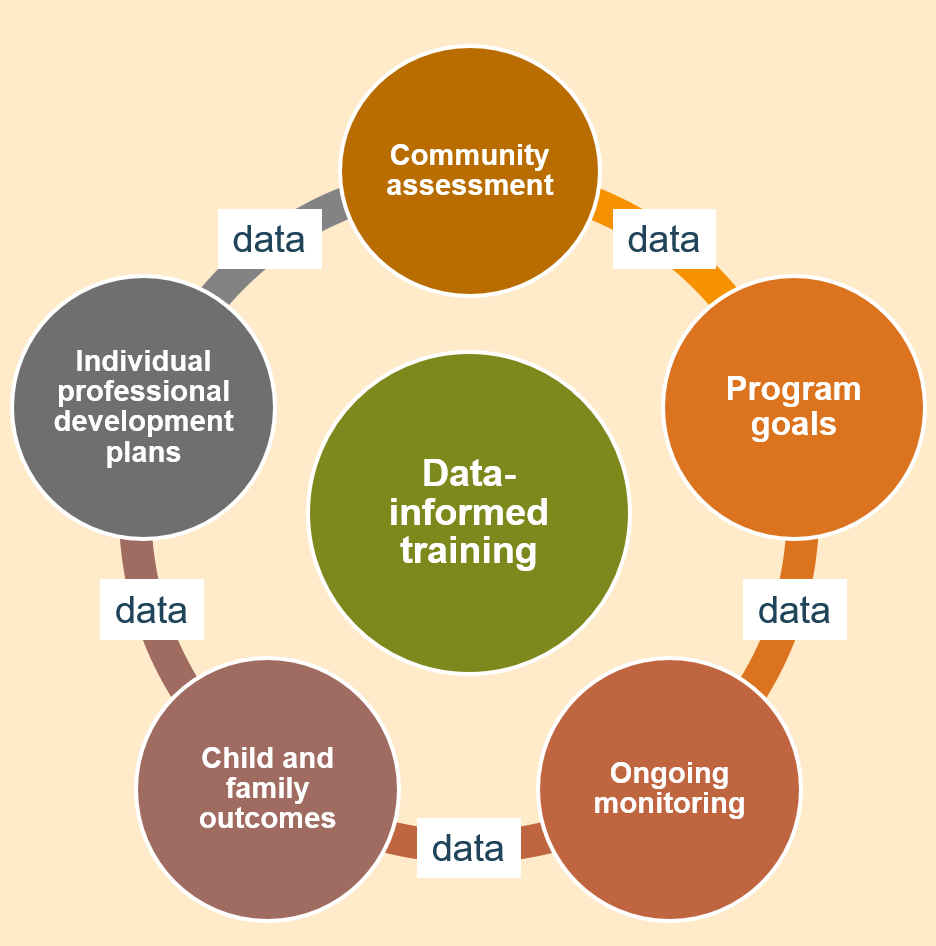 Community
assessment
data
data
Individual
professional
development
plans
Program
goals
Data-
informed
training
data
data
Child and
family
outcomes
Ongoing
monitoring
data